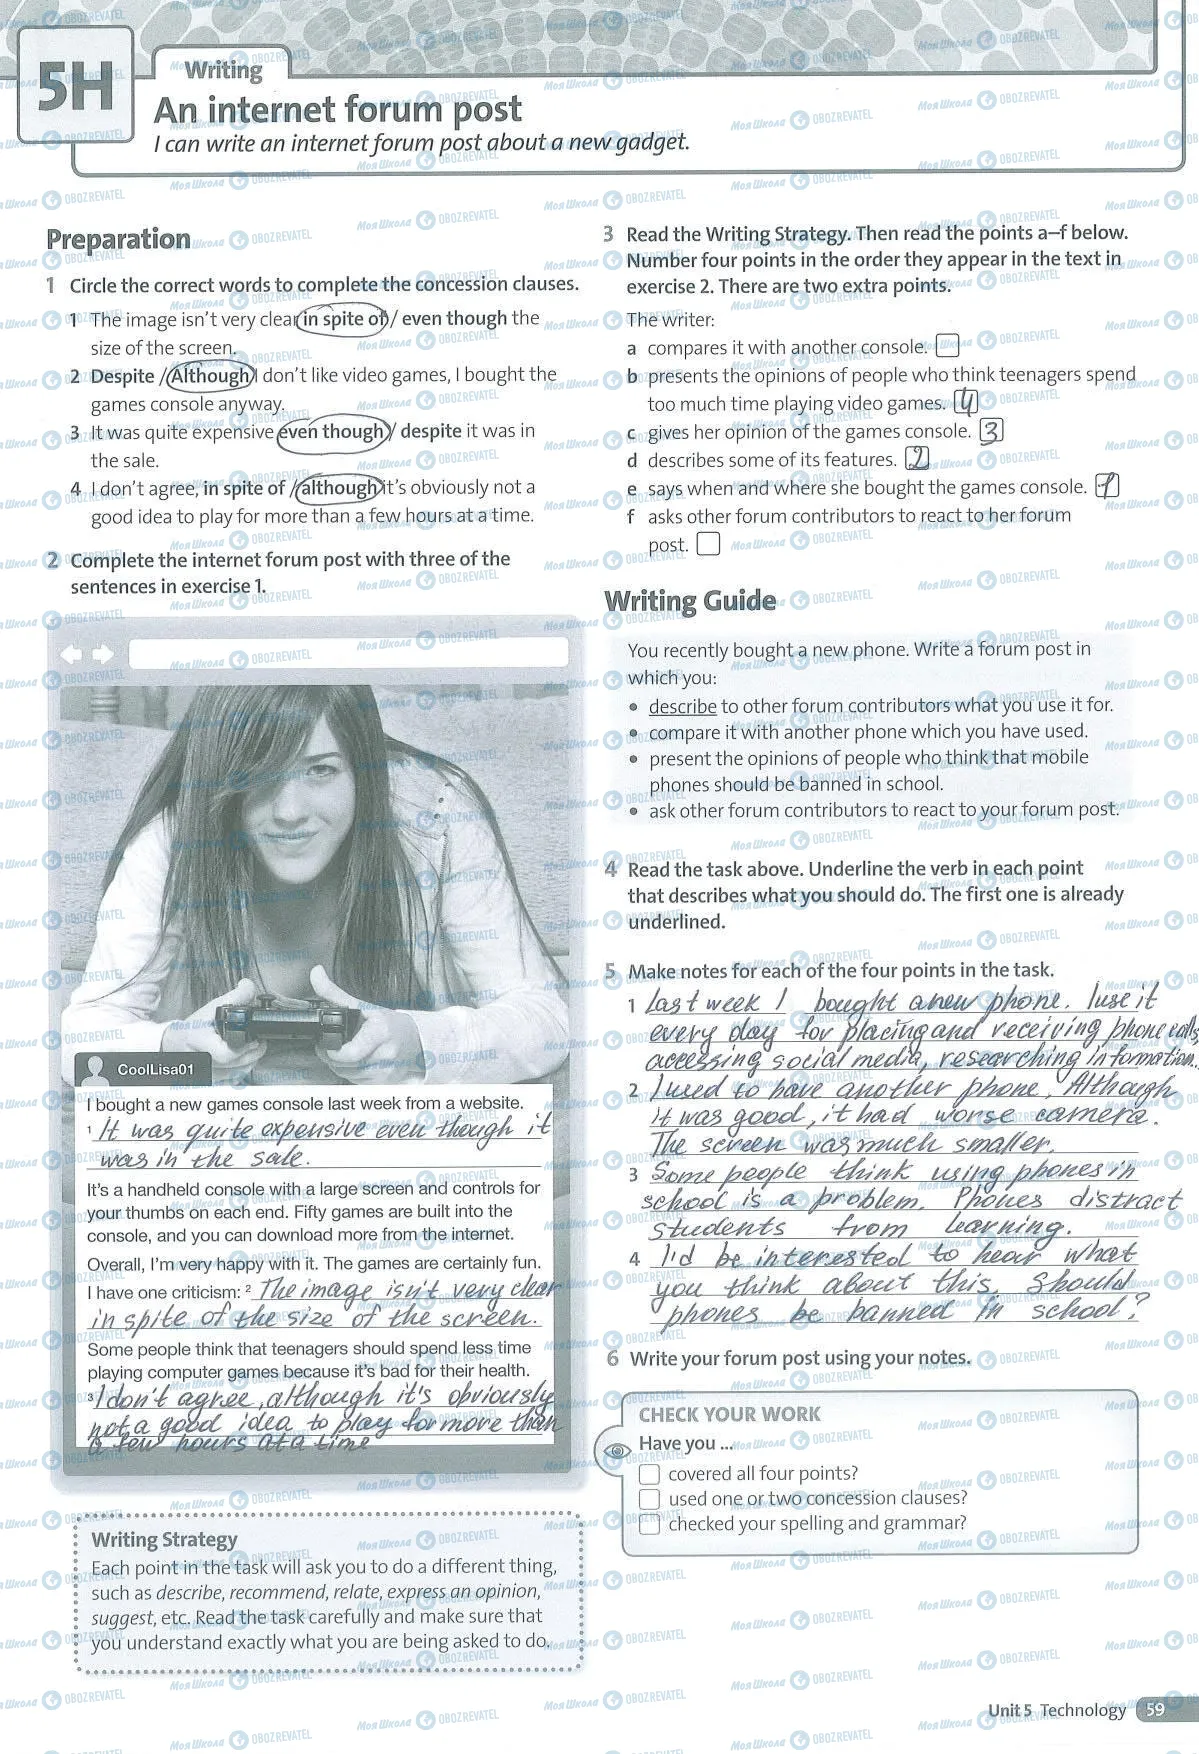 5H
Writing
An internet forum post
I can write an internet forum post about a new gadget.
Preparation
1 Circle the correct words to complete the concession clauses.
1 The image isn't very clear in spite of / even though the
size of the screen.
2 Despite / Although I don't like video games, I bought the
games console anyway.
3 It was quite expensive even though / despite it was in
the sale.
4 I don't agree, in spite of / although it's obviously not a
good idea to play for more than a few hours at a time.
2 Complete the internet forum post with three of the
sentences in exercise 1.
CoolLisa01
I bought a new games console last week from a website.
1 It was quite expensive even though it
was in the sale.
It's a handheld console with a large screen and controls for
your thumbs on each end. Fifty games are built into the
console, and you can download more from the internet.
Overall, I'm very happy with it. The games are certainly fun.
I have one criticism: 2 The image isn't very clear
in spite of the size of the screen.
Some people think that teenagers should spend less time
playing computer games because it's bad for their health.
3 I don't agree, although it's obviously
not a good idea to play for more than
a few hours at a time
Writing Strategy
Each point in the task will ask you to do a different thing,
such as describe, recommend, relate, express an opinion,
suggest, etc. Read the task carefully and make sure that
you understand exactly what you are being asked to do.
3 Read the Writing Strategy. Then read the points a–f below.
Number four points in the order they appear in the text in
exercise 2. There are two extra points.
The writer:
a compares it with another console.
b presents the opinions of people who think teenagers spend
too much time playing video games. 4
c gives her opinion of the games console. 3
d describes some of its features. 2
e says when and where she bought the games console. 1
f asks other forum contributors to react to her forum
post.
Writing Guide
You recently bought a new phone. Write a forum post in
which you:
• describe to other forum contributors what you use it for.
• compare it with another phone which you have used.
• present the opinions of people who think that mobile
phones should be banned in school.
• ask other forum contributors to react to your forum post.
4 Read the task above. Underline the verb in each point
that describes what you should do. The first one is already
underlined.
5 Make notes for each of the four points in the task.
1 Last week I bought a new phone. I use it
every day for placing and receiving phone calls,
accessing social media, researching information..
2 I used to have another phone. Although
it was good, it had worse camera.
The screen was much smaller.
3 Some people think using phones in
school is a problem. Phones distract
students from learning.
4 I'd be interested to hear what
you think about this. Should
phones be banned in school?
6 Write your forum post using your notes.
CHECK YOUR WORK
Have you ...
covered all four points?
used one or two concession clauses?
checked your spelling and grammar?
Unit 5 Technology 59
МояШкола OBOZREVATEL